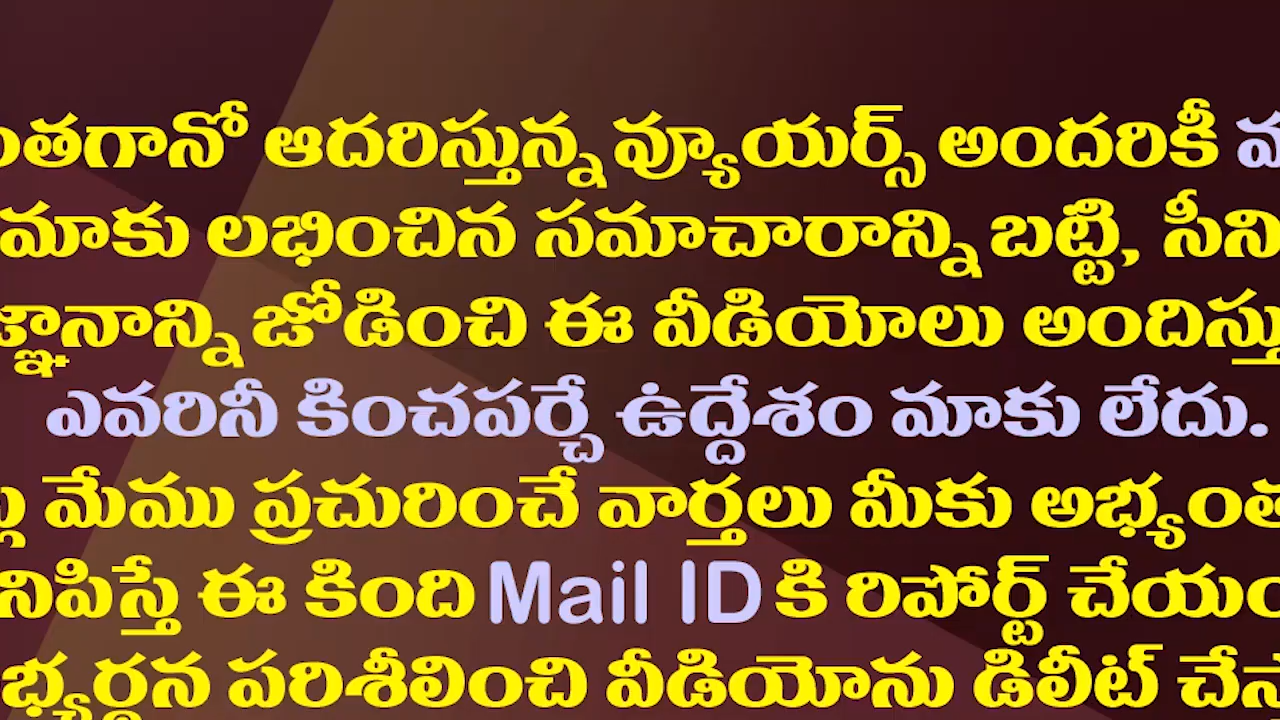 ంతగానో ఆదరిస్తున్న వ్యూయర్స్ అందరికీ
మాకు లభించిన సమాచారాన్ని బట్టి, సీని
జ్ఞానాన్ని జోడించి ఈ వీడియోలు అందిస్తు
ఎవరినీ కించపర్చే ఉద్దేశం మాకు లేదు.
మేము ప్రచురించే వార్తలు మీకు అభ్యంత
నిపిస్తే ఈ కింది Mail ID కి రిపోర్ట్ చేయం
భ్యర్థన పరిశీలించి వీడియోను డిలీట్ చేస